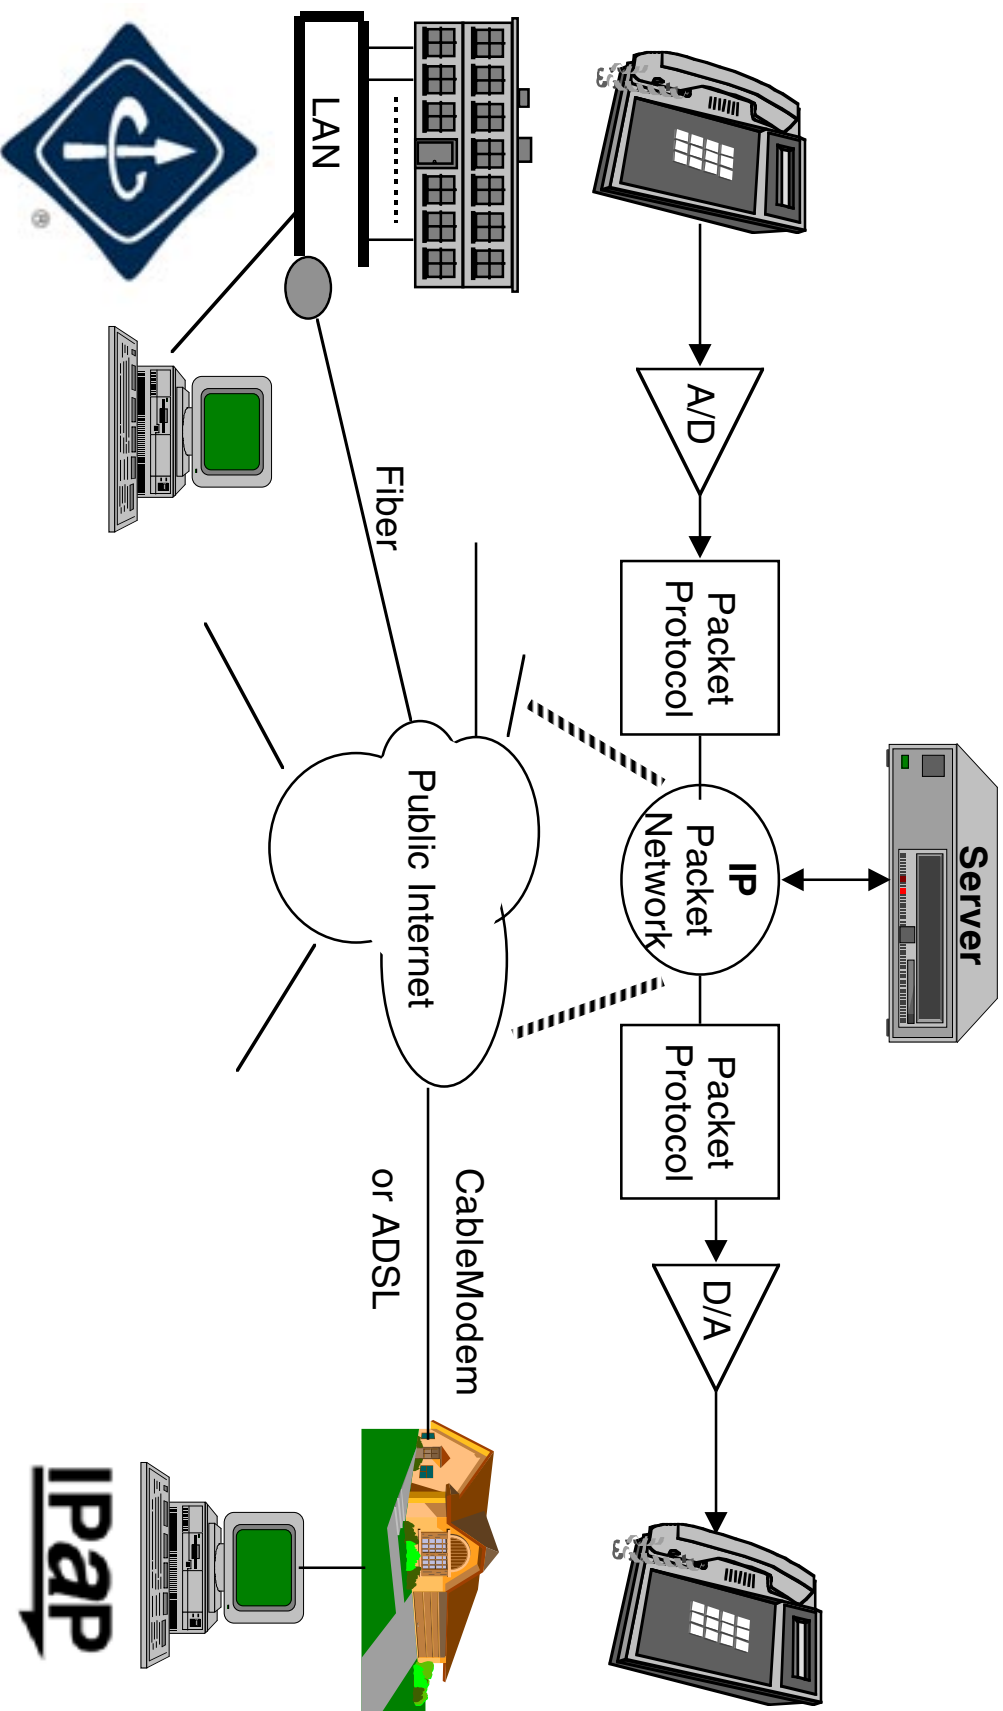 Server
A/D
Packet
Protocol
IP
Packet
Network
Packet
Protocol
D/A
LAN
Fiber
Public Internet
CableModem
or ADSL
®
IPaP